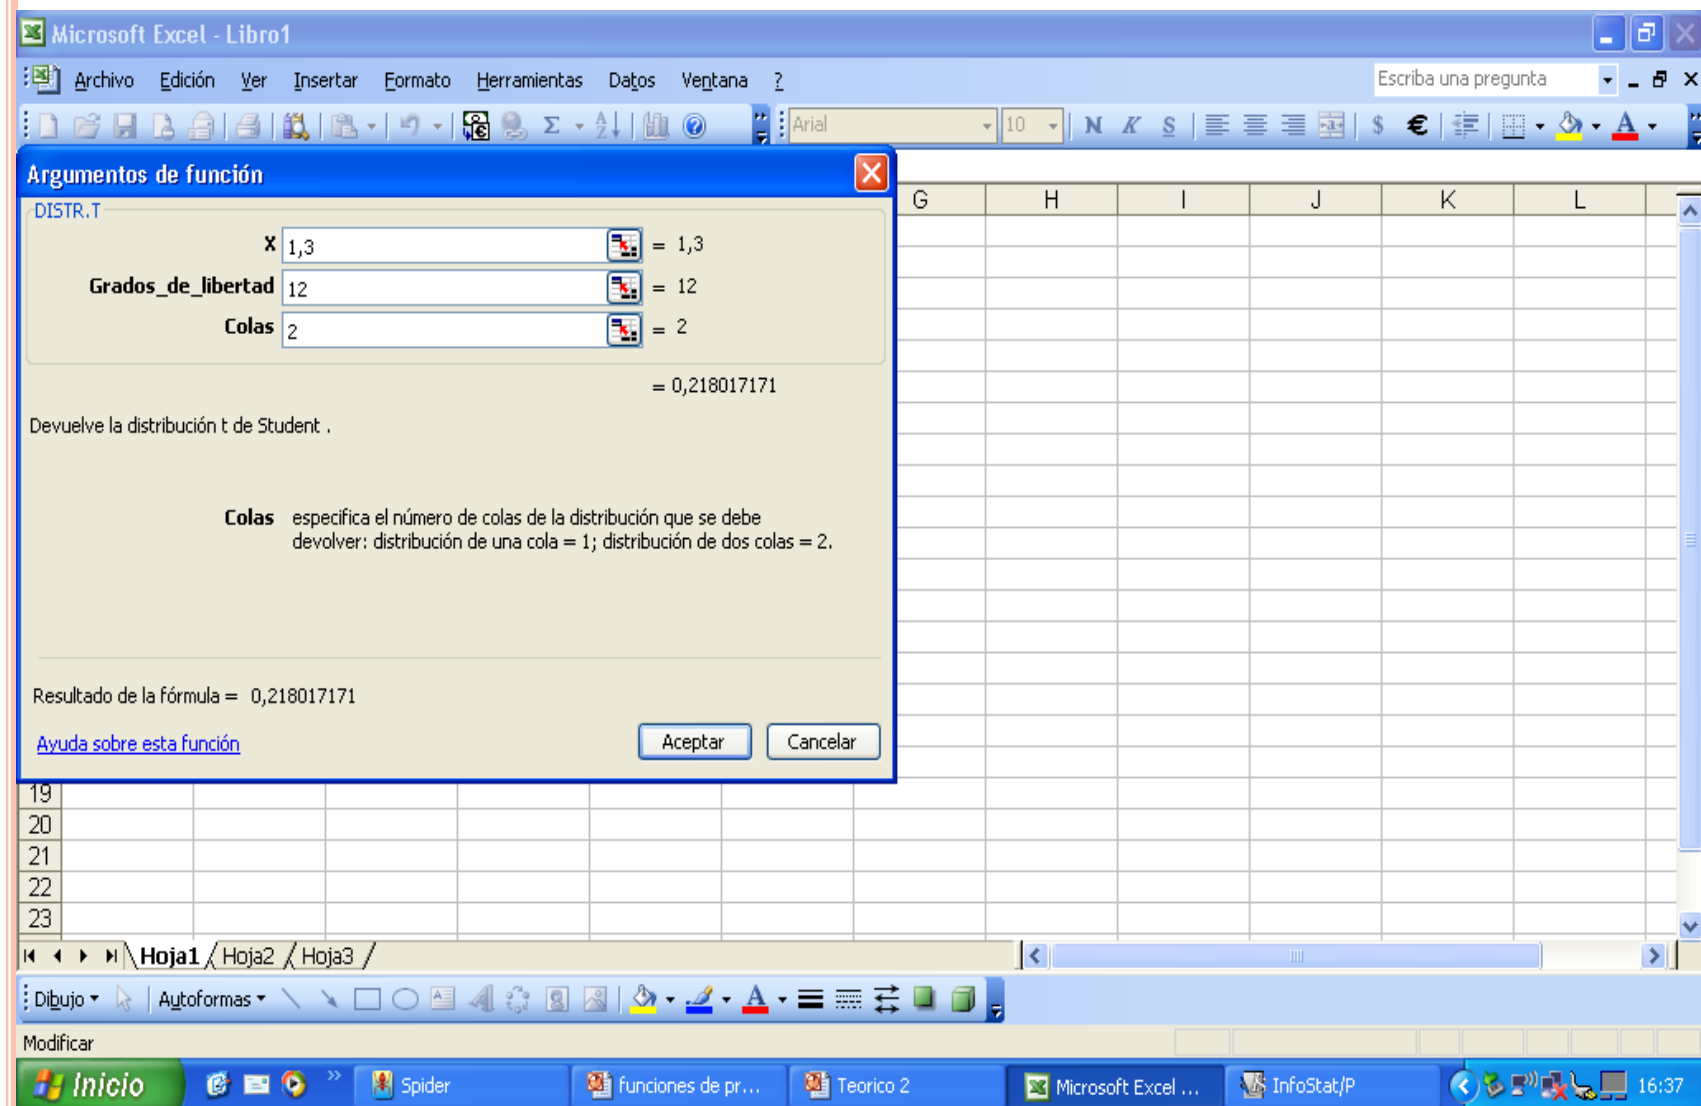 Microsoft Excel - Libro1
Archivo Edición Ver Insertar Formato Herramientas Datos Ventana ? Escriba una pregunta
Arial 10 N K S $ €
Argumentos de función
DISTR.T
X 1,3 = 1,3
Grados_de_libertad 12 = 12
Colas 2 = 2
= 0,218017171
Devuelve la distribución t de Student .
Colas especifica el número de colas de la distribución que se debe
devolver: distribución de una cola = 1; distribución de dos colas = 2.
Resultado de la fórmula = 0,218017171
Ayuda sobre esta función Aceptar Cancelar
G H I J K L
19
20
21
22
23
Hoja1 Hoja2 Hoja3
Dibujo Autoformas
Modificar
Inicio Spider funciones de pr... Teorico 2 Microsoft Excel ... InfoStat/P 16:37